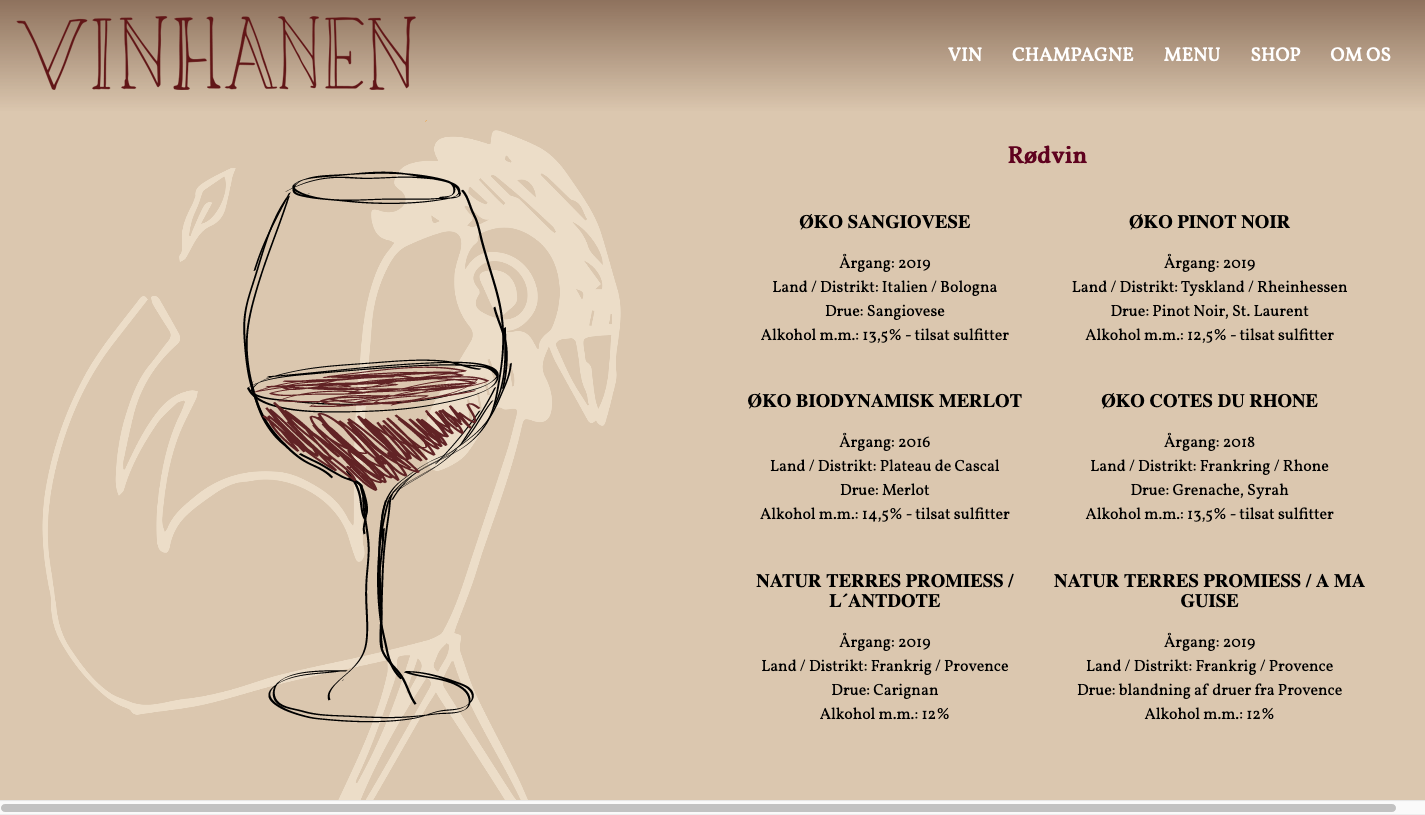 VINHANEN
VIN CHAMPAGNE MENU SHOP OM OS
Rødvin
ØKO SANGIOVESE
Årgang: 2019
Land / Distrikt: Italien / Bologna
Drue: Sangiovese
Alkohol m.m.: 13,5% - tilsat sulfitter
ØKO PINOT NOIR
Årgang: 2019
Land / Distrikt: Tyskland / Rheinhessen
Drue: Pinot Noir, St. Laurent
Alkohol m.m.: 12,5% - tilsat sulfitter
ØKO BIODYNAMISK MERLOT
Årgang: 2016
Land / Distrikt: Plateau de Cascal
Drue: Merlot
Alkohol m.m.: 14,5% - tilsat sulfitter
ØKO COTES DU RHONE
Årgang: 2018
Land / Distrikt: Frankring / Rhone
Drue: Grenache, Syrah
Alkohol m.m.: 13,5% - tilsat sulfitter
NATUR TERRES PROMIESS /
L´ANTDOTE
Årgang: 2019
Land / Distrikt: Frankrig / Provence
Drue: Carignan
Alkohol m.m.: 12%
NATUR TERRES PROMIESS / A MA
GUISE
Årgang: 2019
Land / Distrikt: Frankrig / Provence
Drue: blandning af druer fra Provence
Alkohol m.m.: 12%